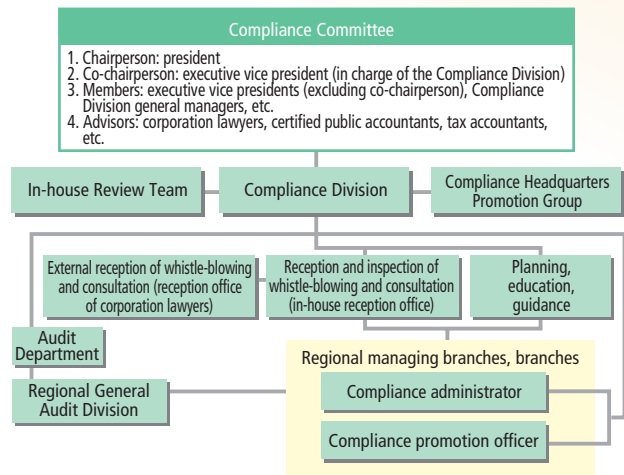 Compliance Committee
1. Chairperson: president
2. Co-chairperson: executive vice president (in charge of the Compliance Division)
3. Members: executive vice presidents (excluding co-chairperson), Compliance
Division general managers, etc.
4. Advisors: corporation lawyers, certified public accountants, tax accountants,
etc.
In-house Review Team
Compliance Division
Compliance Headquarters
Promotion Group
External reception of whistle-blowing
and consultation (reception office
of corporation lawyers)
Reception and inspection of
whistle-blowing and consultation
(in-house reception office)
Planning,
education,
guidance
Audit
Department
Regional General
Audit Division
Regional managing branches, branches
Compliance administrator
Compliance promotion officer